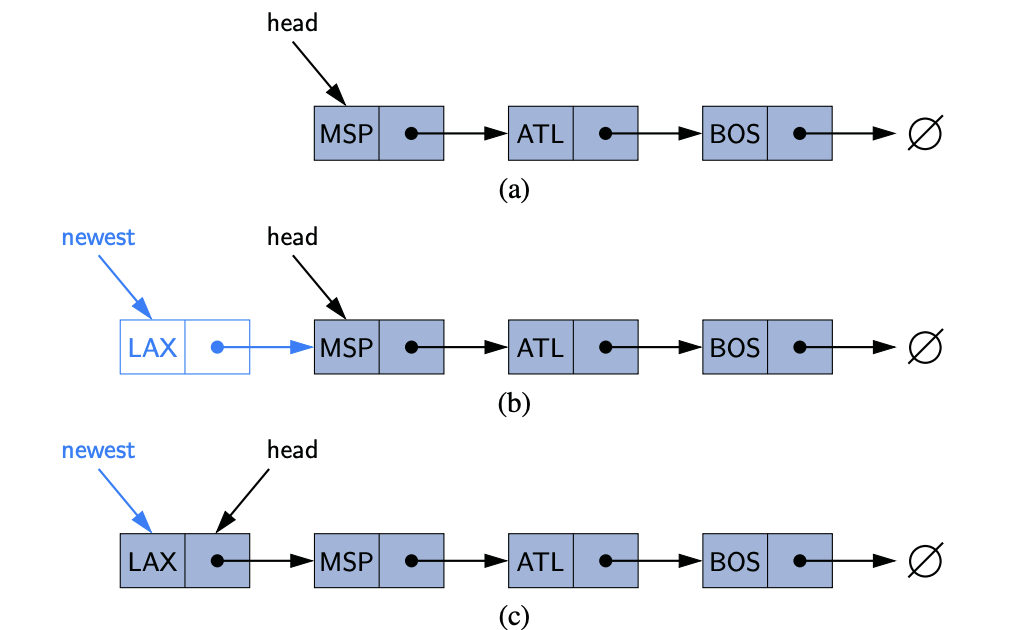 head
MSP ATL BOS ∅
(a)
newest head
LAX MSP ATL BOS ∅
(b)
newest head
LAX MSP ATL BOS ∅
(c)